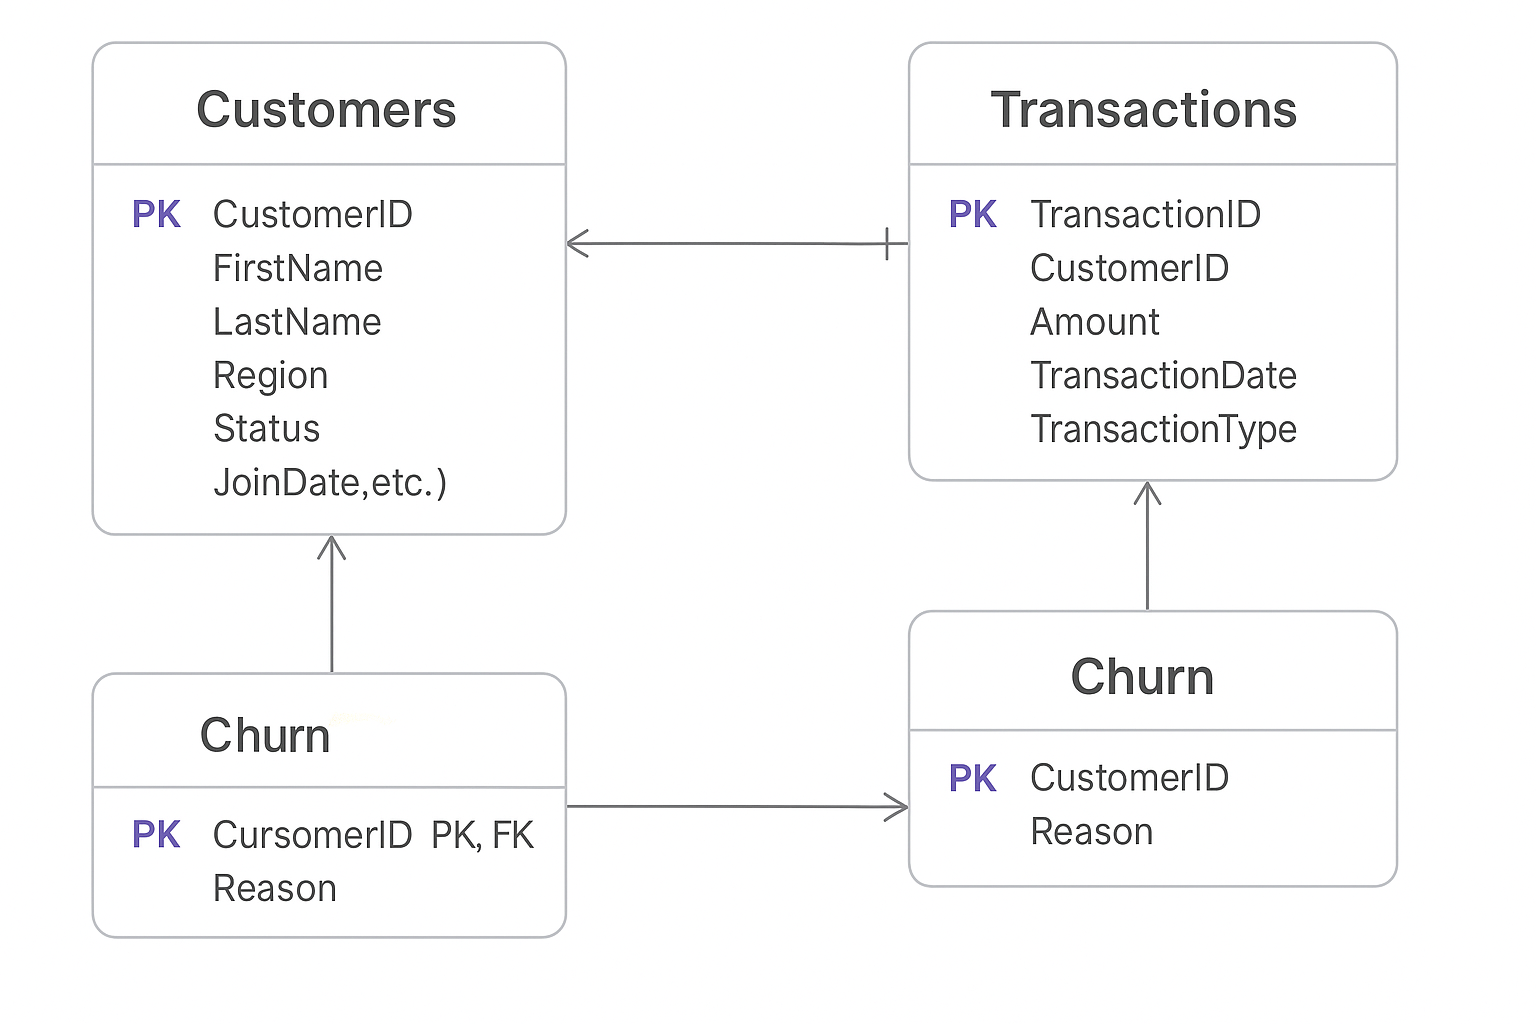 Customers
PK CustomerID
FirstName
LastName
Region
Status
JoinDate,etc.)
Transactions
PK TransactionID
CustomerID
Amount
TransactionDate
TransactionType
Churn
PK CursomerID PK, FK
Reason
Churn
PK CustomerID
Reason